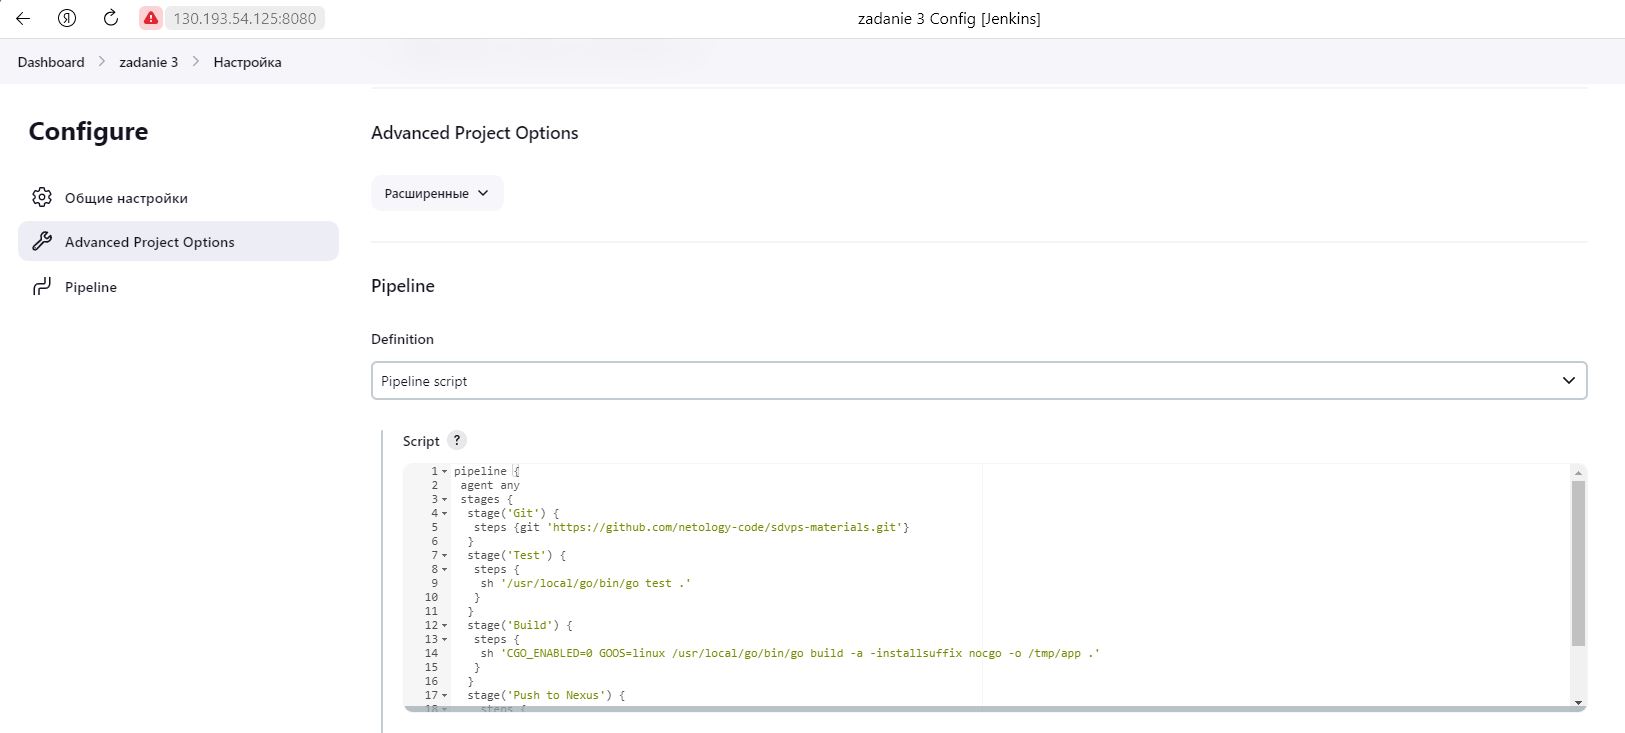 Я
130.193.54.125:8080
zadanie 3 Config [Jenkins]
Dashboard > zadanie 3 > Настройка
Configure
Общие настройки
Advanced Project Options
Pipeline
Advanced Project Options
Расширенные
Pipeline
Definition
Pipeline script
Script ?
1 pipeline {
2 agent any
3 stages {
4 stage('Git') {
5 steps {git 'https://github.com/netology-code/sdvps-materials.git'}
6 }
7 stage('Test') {
8 steps {
9 sh '/usr/local/go/bin/go test .'
10 }
11 }
12 stage('Build') {
13 steps {
14 sh 'CGO_ENABLED=0 GOOS=linux /usr/local/go/bin/go build -a -installsuffix nocgo -o /tmp/app .'
15 }
16 }
17 stage('Push to Nexus') {
18 steps {